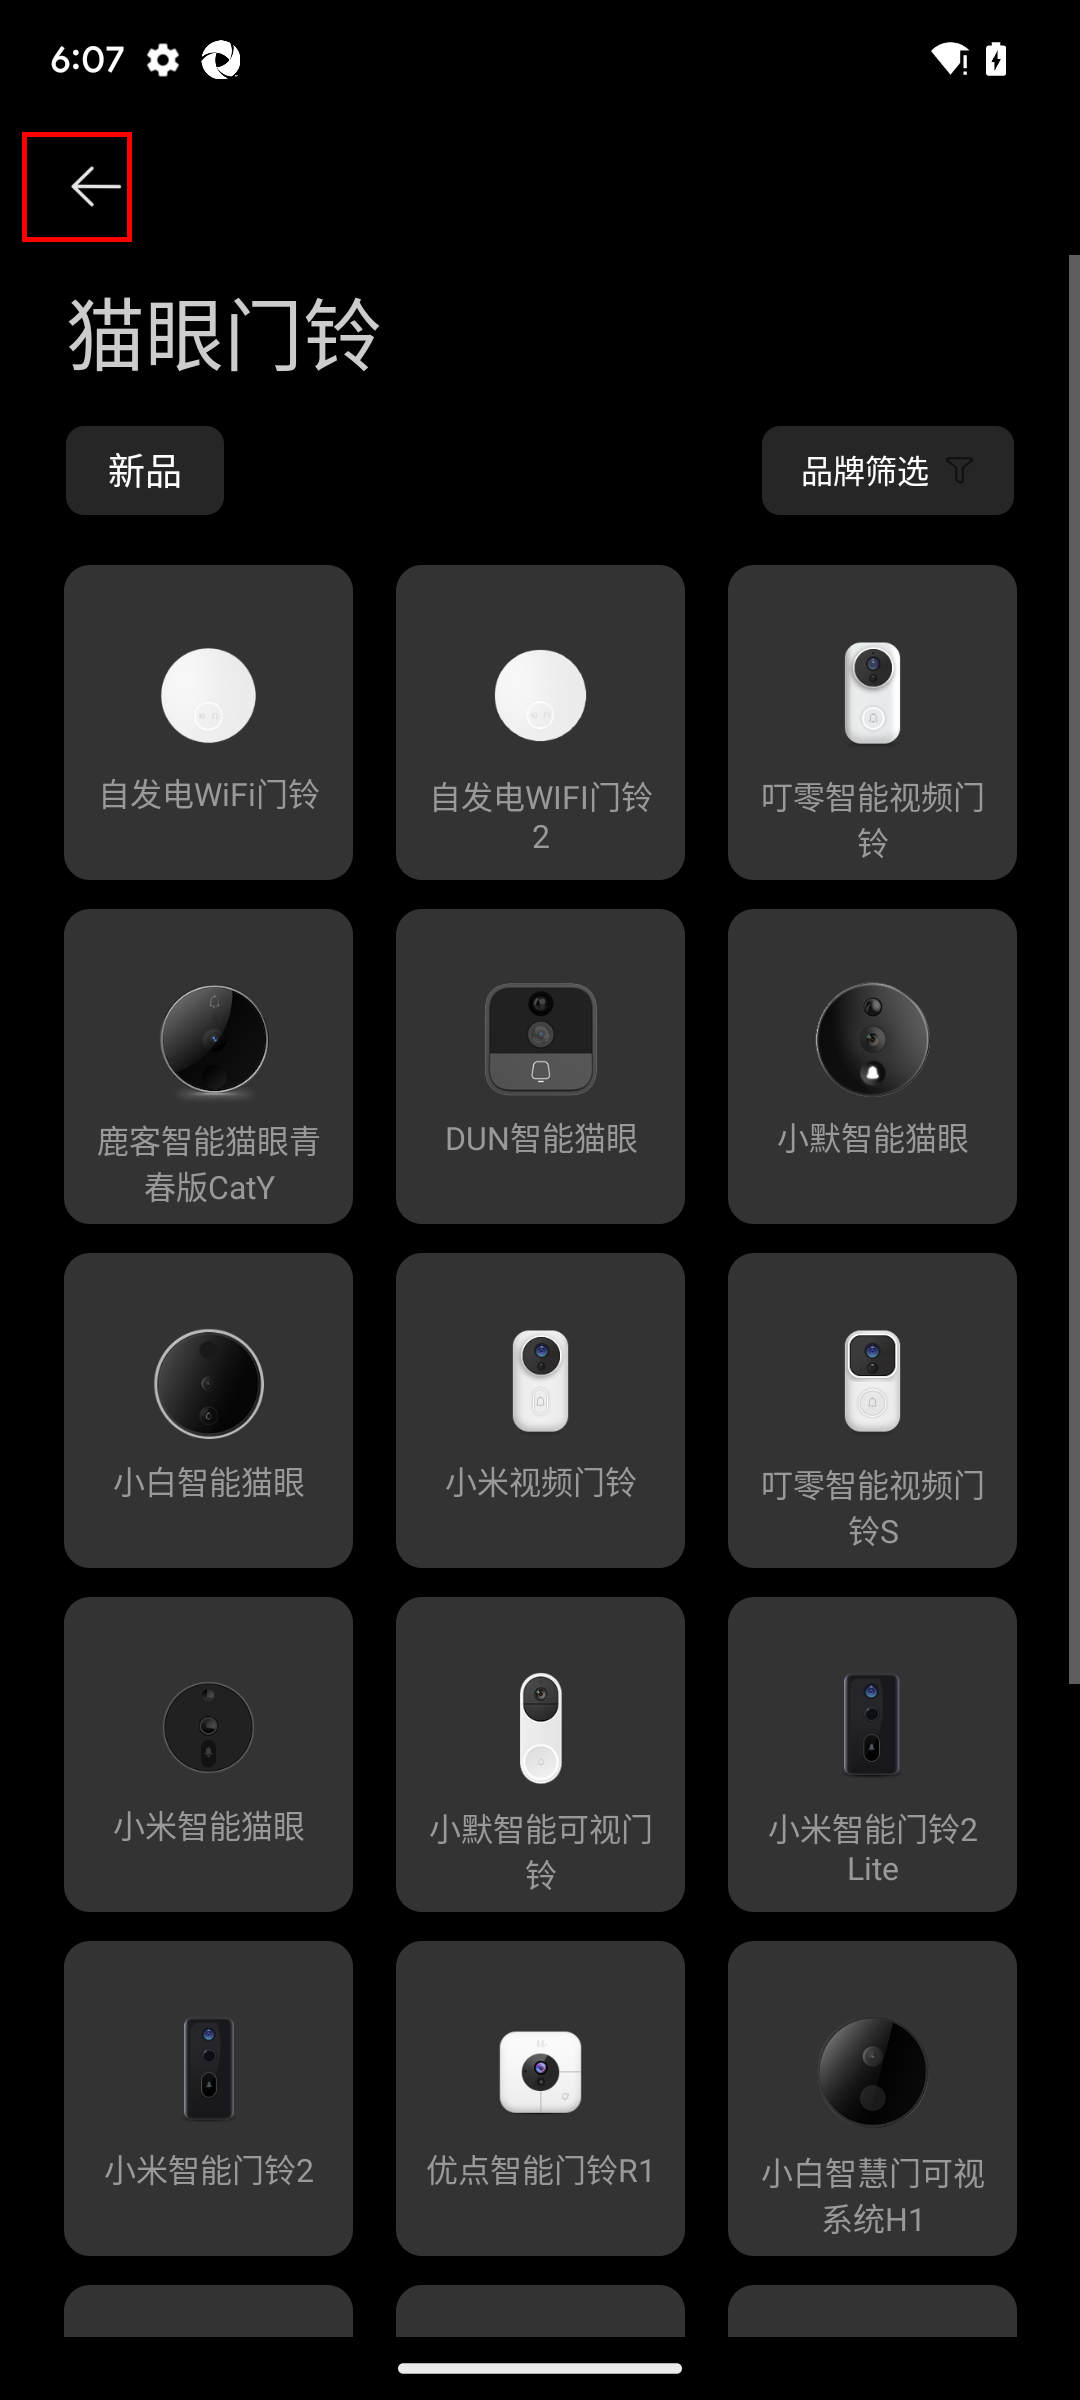 6:07
猫眼门铃
新品
品牌筛选
自发电WiFi门铃
自发电WIFI门铃
2
叮零智能视频门
铃
鹿客智能猫眼青
春版CatY
DUN智能猫眼
小默智能猫眼
小白智能猫眼
小米视频门铃
叮零智能视频门
铃S
小米智能猫眼
小默智能可视门
铃
小米智能门铃2
Lite
小米智能门铃2
优点智能门铃R1
小白智慧门可视
系统H1